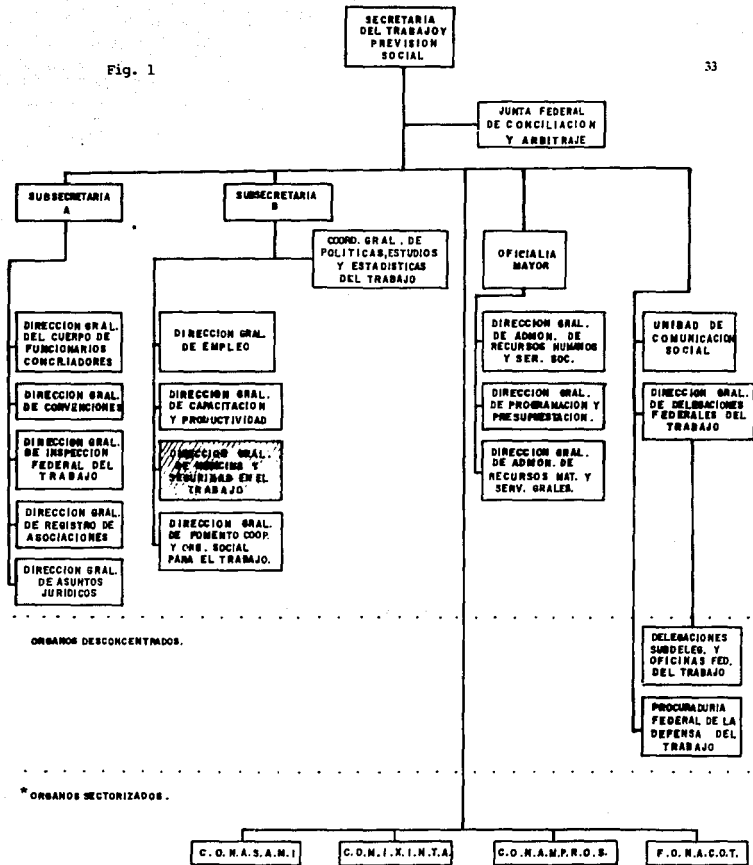 SECRETARIA
DEL TRABAJO Y
PREVISION
SOCIAL
Fig. 1
33
JUNTA FEDERAL
DE CONCILIACION
Y ARBITRAJE
SUBSECRETARIA
A
SUBSECRETARIA
B
COORD. GRAL. DE
POLITICAS, ESTUDIOS
Y ESTADISTICAS
DEL TRABAJO
OFICIALIA
MAYOR
DIRECCION GRAL.
DEL CUERPO DE
FUNCIONARIOS
CONCILIADORES
DIRECCION GRAL.
DE CONVENCIONES
DIRECCION GRAL.
DE INSPECCION
FEDERAL DEL
TRABAJO
DIRECCION GRAL.
DE REGISTRO DE
ASOCIACIONES
DIRECCION GRAL.
DE ASUNTOS
JURIDICOS
DIRECCION GRAL.
DE EMPLEO
DIRECCION GRAL.
DE CAPACITACION
Y PRODUCTIVIDAD
DIRECCION GRAL.
DE MEDICINA Y
SEGURIDAD EN EL
TRABAJO
DIRECCION GRAL.
DE FOMENTO COOP.
Y ORG. SOCIAL
PARA EL TRABAJO.
DIRECCION GRAL.
DE ADMON. DE
RECURSOS HUMANOS
Y SER. SOC.
DIRECCION GRAL.
DE PROGRAMACION Y
PRESUPRESTACION.
DIRECCION GRAL.
DE ADMON. DE
RECURSOS MAT. Y
SERV. GRALES.
UNIDAD DE
COMUNICACION
SOCIAL
DIRECCION GRAL.
DE DELEGACIONES
FEDERALES DEL
TRABAJO
ORGANOS DESCONCENTRADOS.
DELEGACIONES
SUBDELEG. Y
OFICINAS FED.
DEL TRABAJO
PROCURADURIA
FEDERAL DE LA
DEFENSA DEL
TRABAJO
* ORGANOS SECTORIZADOS.
C.O.N.A.S.A.M.I
C.O.M.I.X.I.N.T.A.
C.O.N.A.M.P.R.O.S.
F.O.N.A.C.O.T.